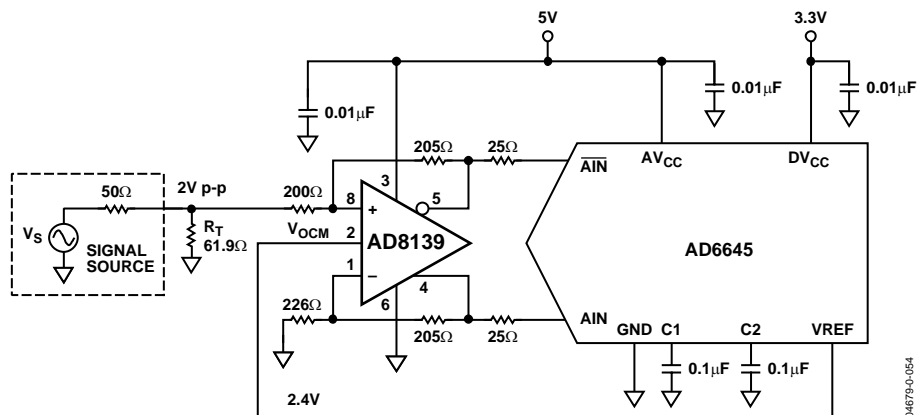 5V
3.3V
0.01µF
0.01µF
0.01µF
205Ω
25Ω
AIN
AVCC
DVCC
50Ω
2V p-p
200Ω
3
5
8
+
VS
SIGNAL
SOURCE
RT
61.9Ω
VOCM
2
AD8139
AD6645
1
–
4
226Ω
6
205Ω
25Ω
AIN
GND
C1
C2
VREF
0.1µF
0.1µF
2.4V
04679-0-054